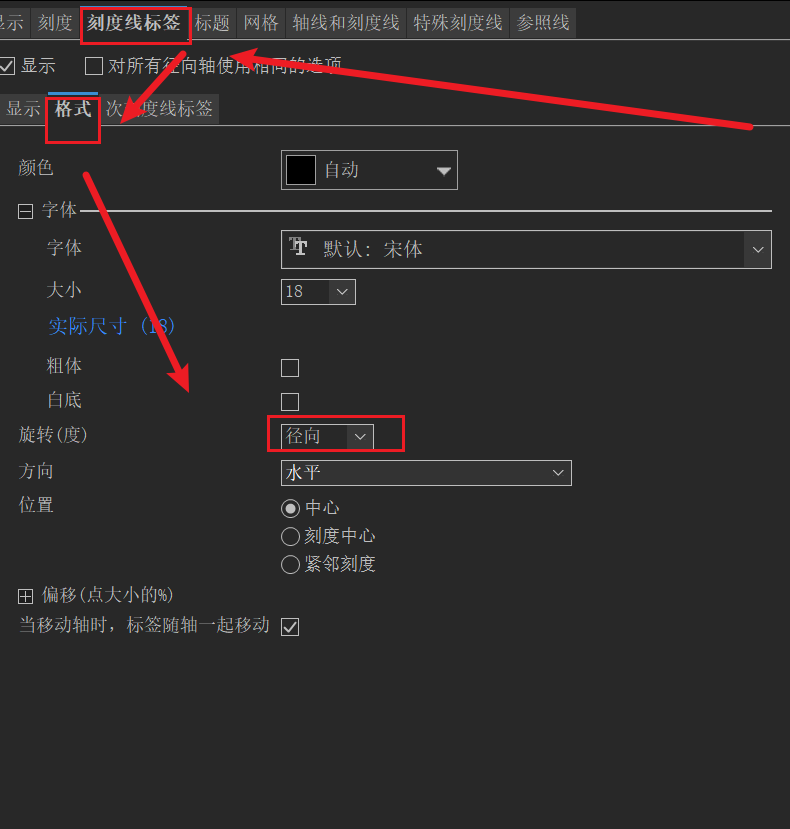 显示 刻度 刻度线标签 标题 网格 轴线和刻度线 特殊刻度线 参照线
显示 对所有径向轴使用相同的选项
显示 格式 次刻度线标签
颜色 自动
字体
字体 默认: 宋体
大小 18
实际尺寸 (18)
粗体
白底
旋转(度) 径向
方向 水平
位置 中心
刻度中心
紧邻刻度
偏移(点大小的%)
当移动轴时, 标签随轴一起移动